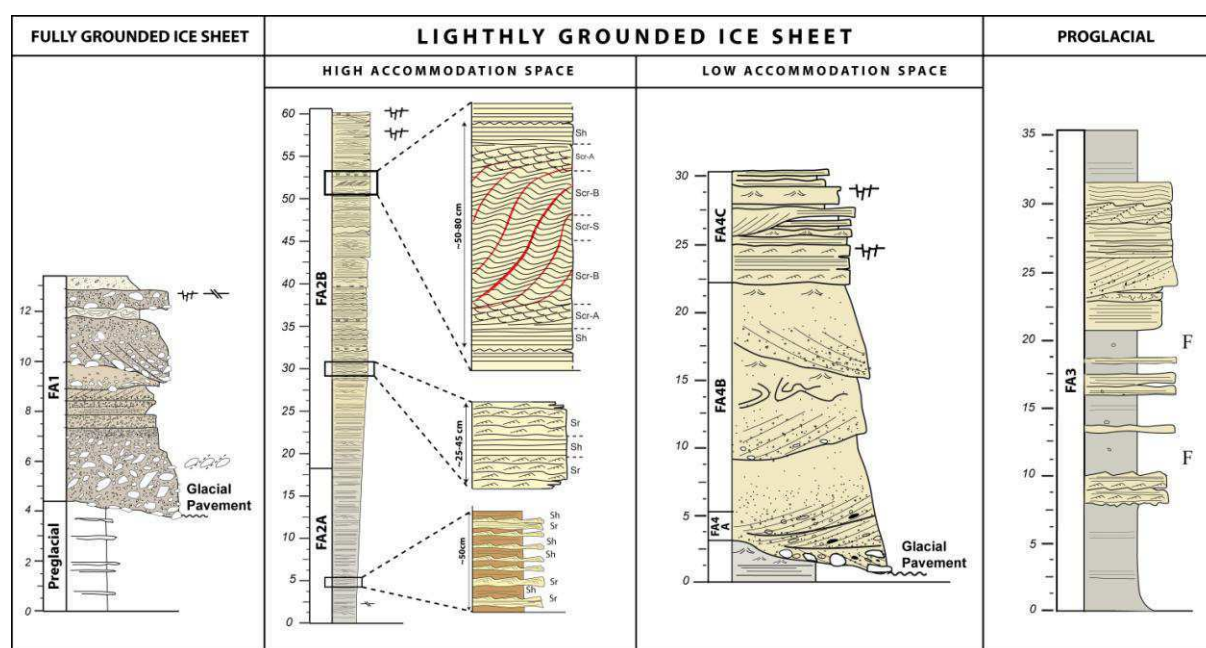 FULLY GROUNDED ICE SHEET
LIGHTHLY GROUNDED ICE SHEET
PROGLACIAL
HIGH ACCOMMODATION SPACE
LOW ACCOMMODATION SPACE
12
10
8
6
4
2
0
FA1
Preglacial
Glacial
Pavement
60
55
50
45
40
35
30
25
20
15
10
5
0
FA2B
FA2A
~50-80 cm
Sh
Scr-A
Scr-B
Scr-S
Scr-B
Scr-A
Sh
~25-45 cm
Sr
Sh
Sr
~50cm
Sh
Sr
Sh
Sh
Sr
Sh
Sr
30
25
20
15
10
5
0
FA4C
FA4B
FA4
A
Glacial
Pavement
35
30
25
20
15
10
5
0
FA3
F
F